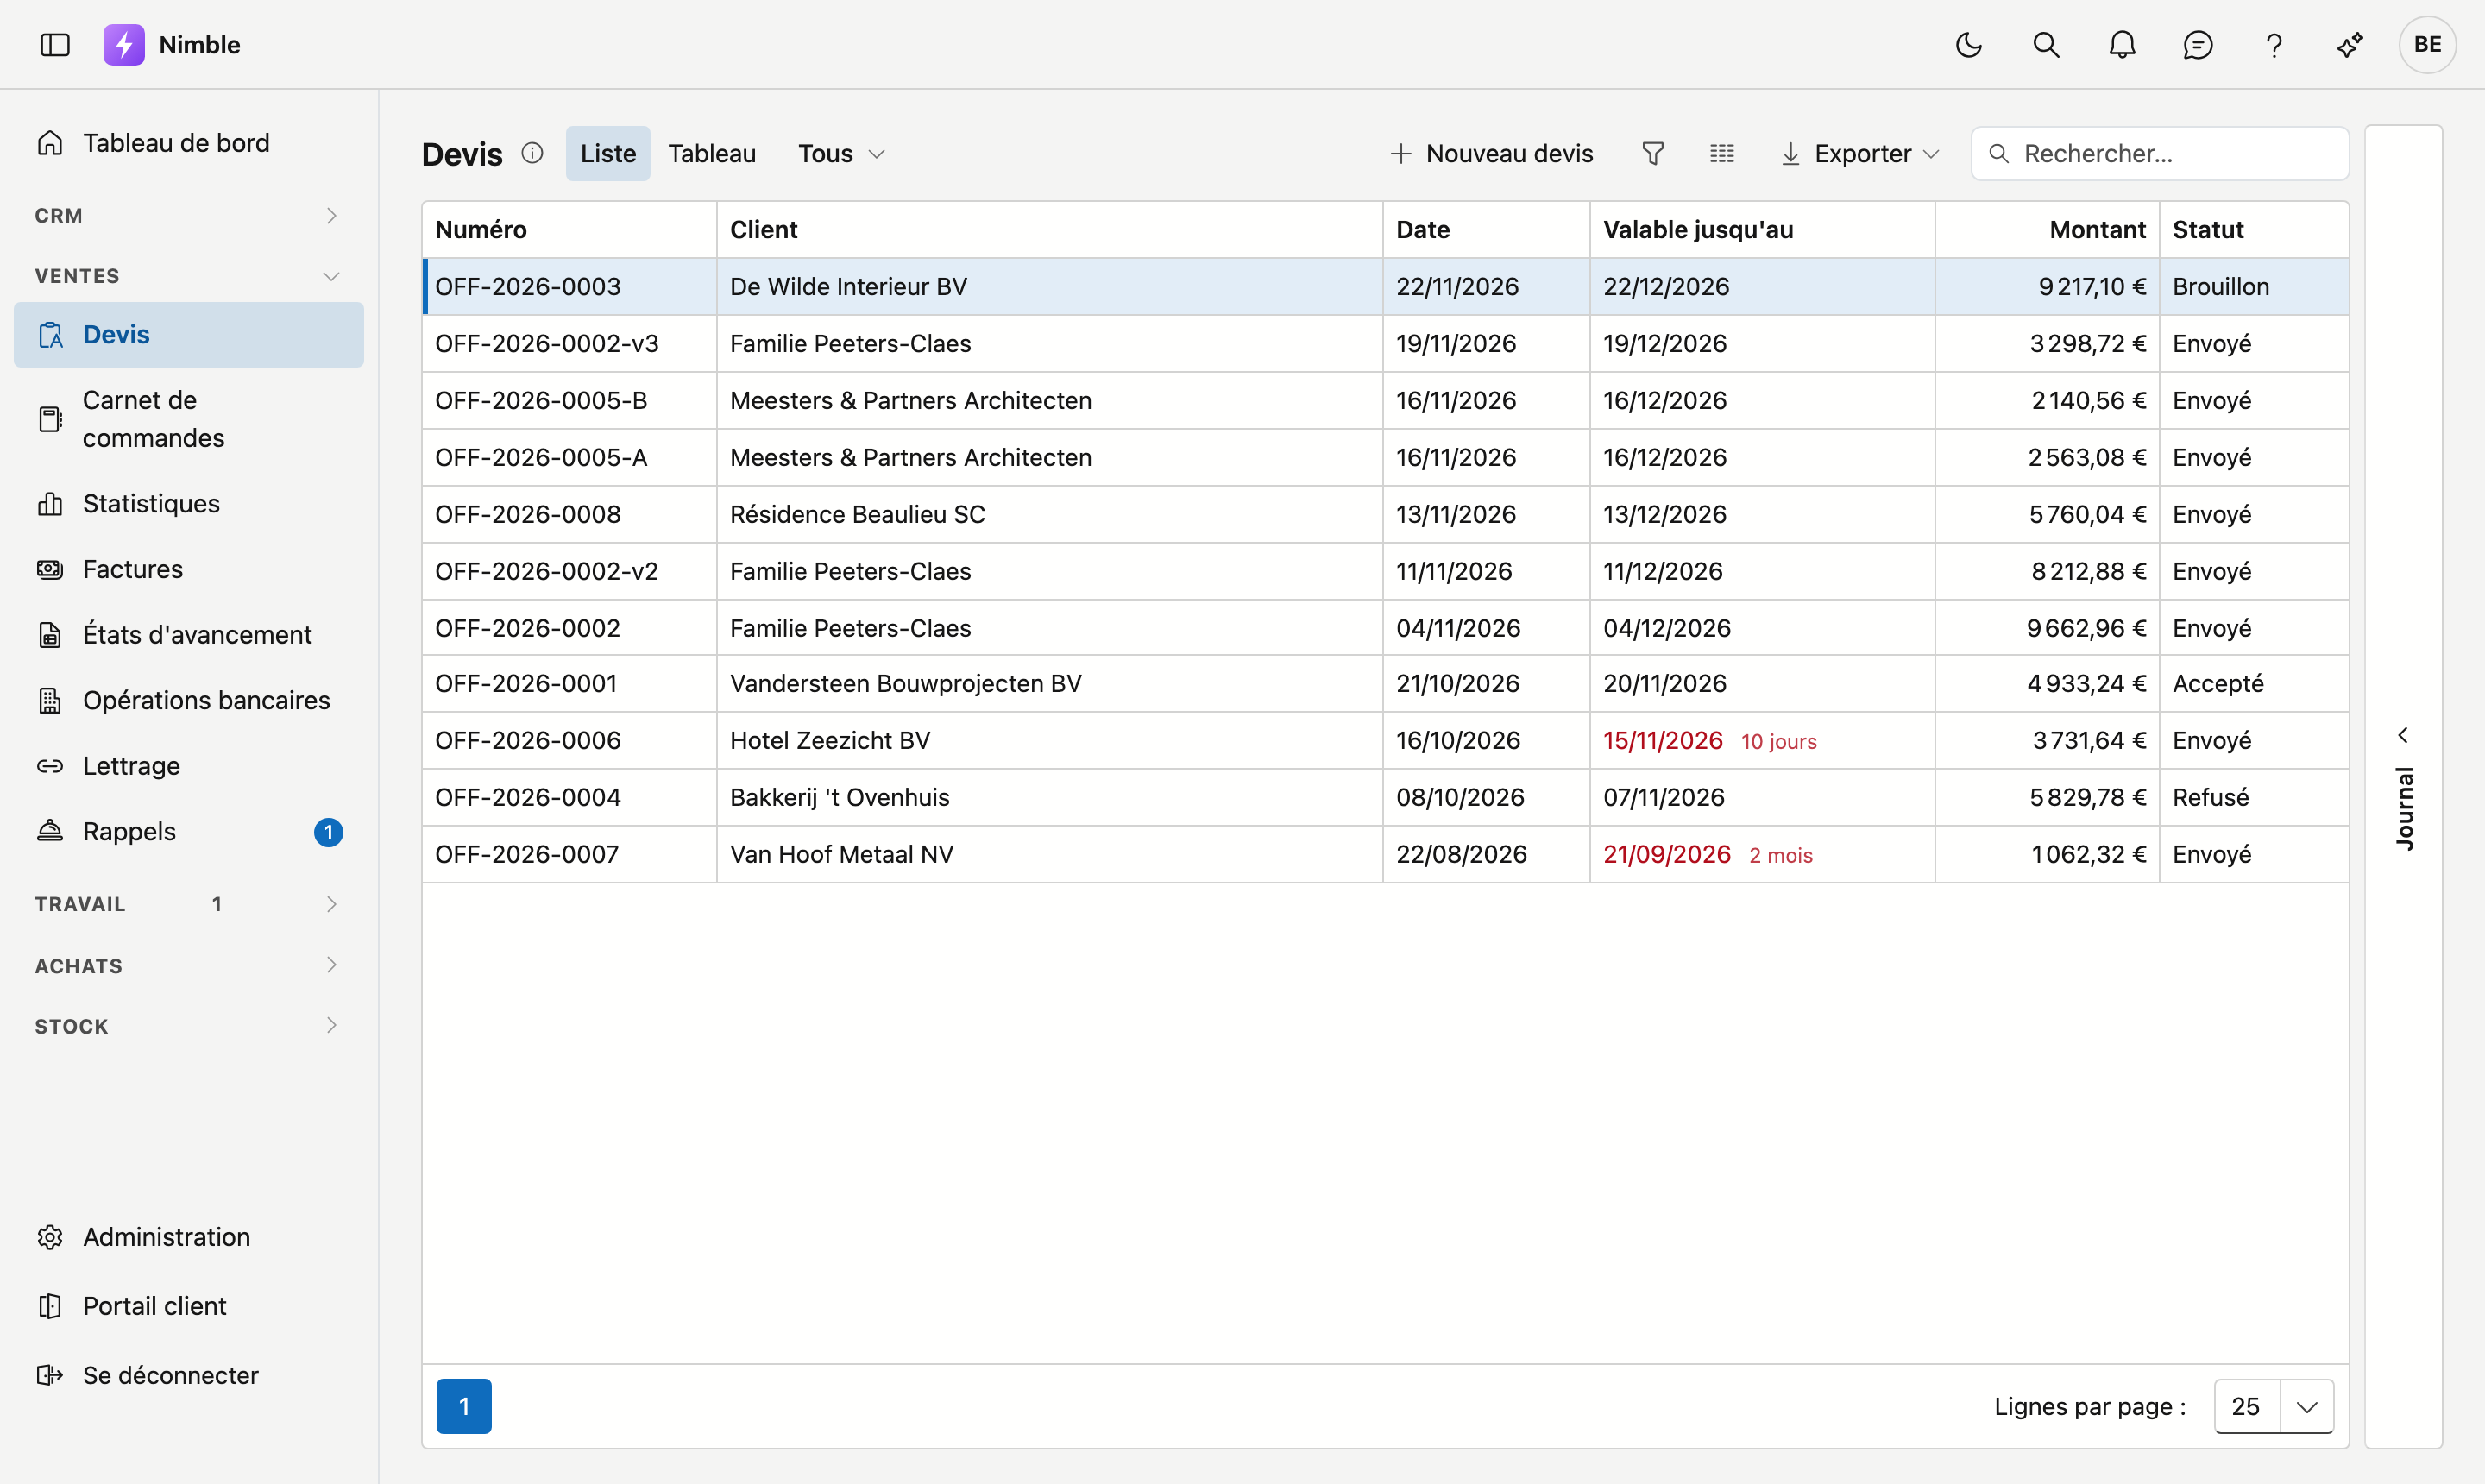 Nimble
BE
Tableau de bord
CRM
VENTES
Devis
Carnet de
commandes
Statistiques
Factures
États d'avancement
Opérations bancaires
Lettrage
Rappels 1
TRAVAIL 1
ACHATS
STOCK
Administration
Portail client
Se déconnecter
Devis Liste Tableau Tous Nouveau devis Exporter Rechercher...
Numéro Client Date Valable jusqu'au Montant Statut
OFF-2026-0003 De Wilde Interieur BV 22/11/2026 22/12/2026 9 217,10 € Brouillon
OFF-2026-0002-v3 Familie Peeters-Claes 19/11/2026 19/12/2026 3 298,72 € Envoyé
OFF-2026-0005-B Meesters & Partners Architecten 16/11/2026 16/12/2026 2 140,56 € Envoyé
OFF-2026-0005-A Meesters & Partners Architecten 16/11/2026 16/12/2026 2 563,08 € Envoyé
OFF-2026-0008 Résidence Beaulieu SC 13/11/2026 13/12/2026 5 760,04 € Envoyé
OFF-2026-0002-v2 Familie Peeters-Claes 11/11/2026 11/12/2026 8 212,88 € Envoyé
OFF-2026-0002 Familie Peeters-Claes 04/11/2026 04/12/2026 9 662,96 € Envoyé
OFF-2026-0001 Vandersteen Bouwprojecten BV 21/10/2026 20/11/2026 4 933,24 € Accepté
OFF-2026-0006 Hotel Zeezicht BV 16/10/2026 15/11/2026 10 jours 3 731,64 € Envoyé
OFF-2026-0004 Bakkerij 't Ovenhuis 08/10/2026 07/11/2026 5 829,78 € Refusé
OFF-2026-0007 Van Hoof Metaal NV 22/08/2026 21/09/2026 2 mois 1 062,32 € Envoyé
1 Lignes par page : 25
Journal